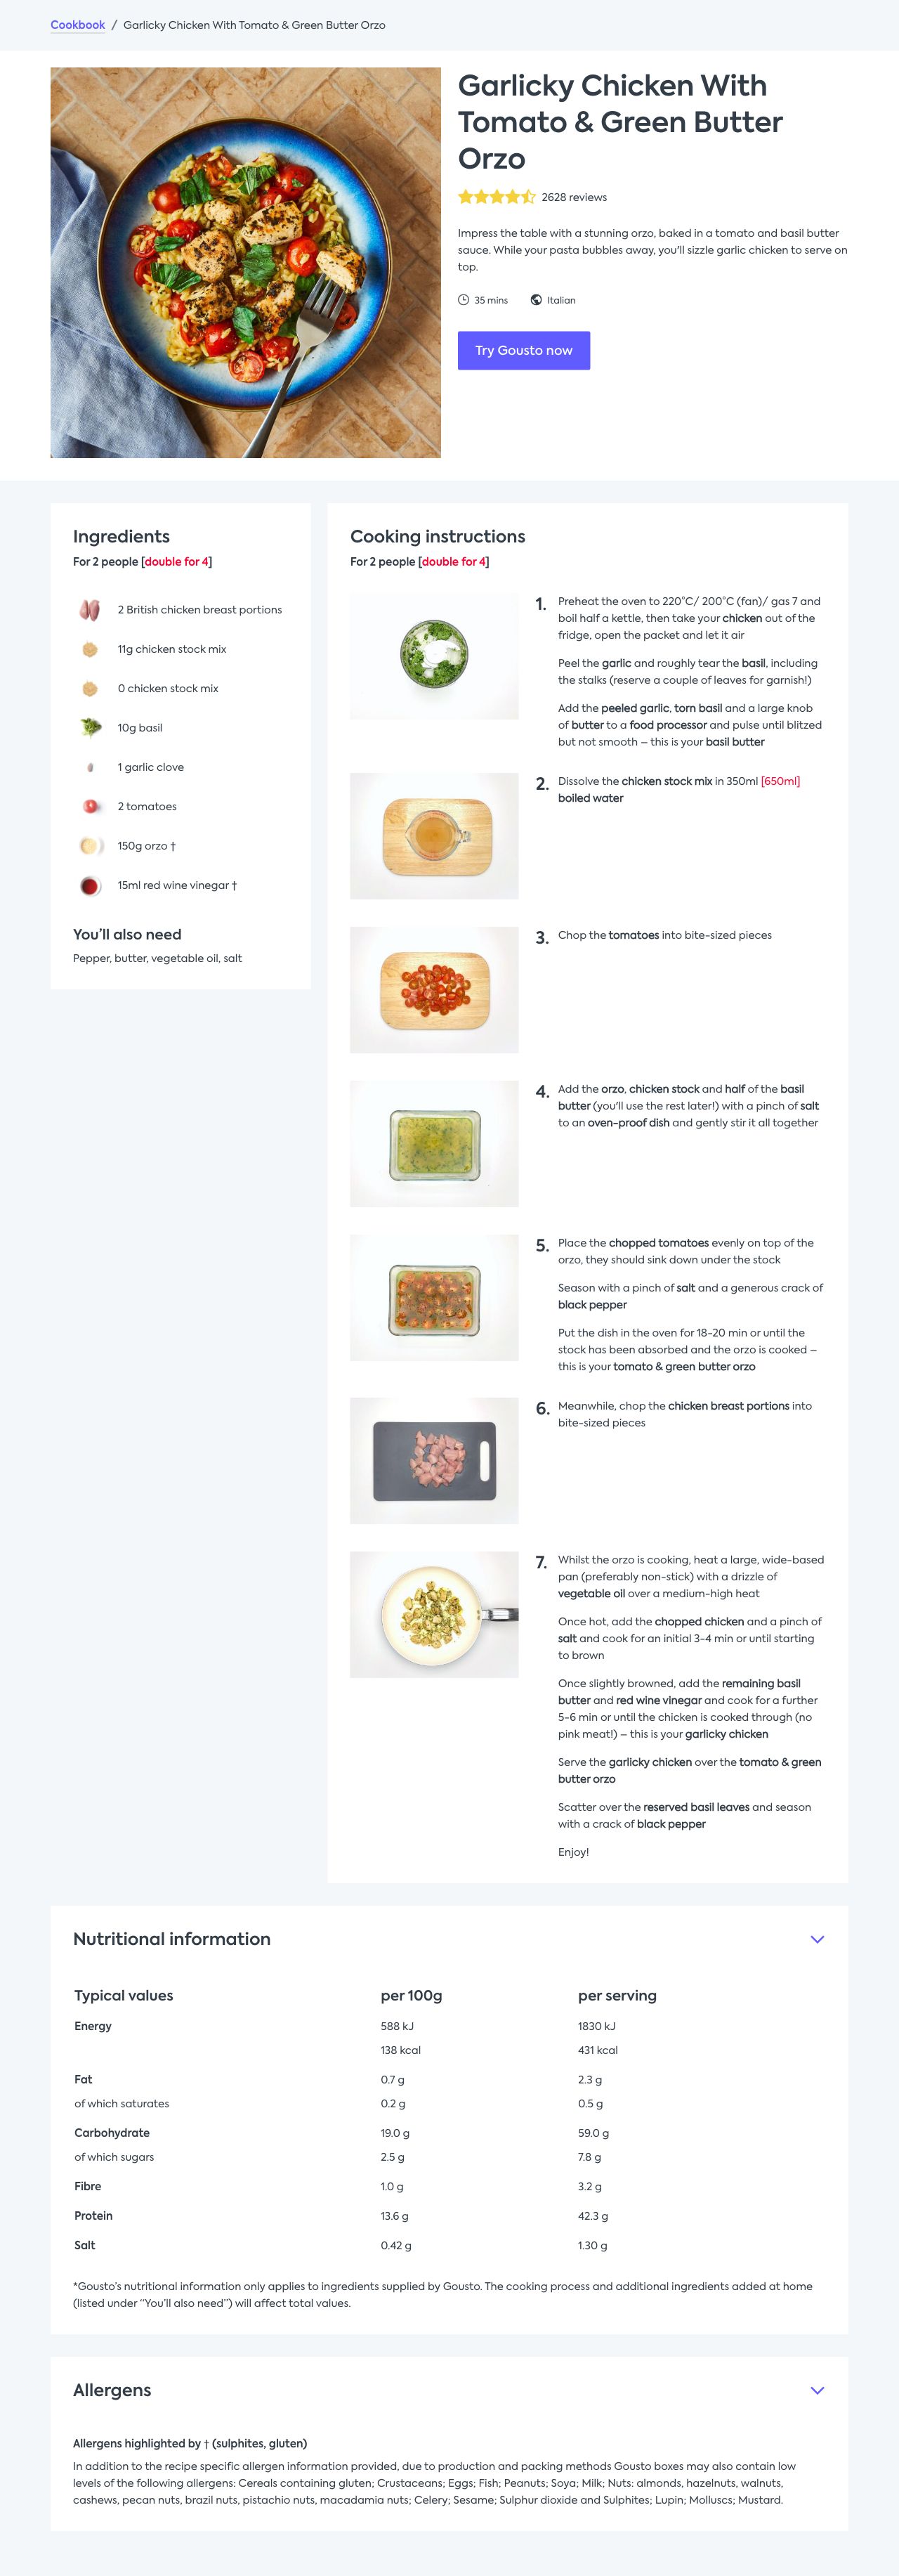 Cookbook / Garlicky Chicken With Tomato & Green Butter Orzo
Garlicky Chicken With
Tomato & Green Butter
Orzo
2628 reviews
Impress the table with a stunning orzo, baked in a tomato and basil butter
sauce. While your pasta bubbles away, you'll sizzle garlic chicken to serve on
top.
35 mins Italian
Try Gousto now
Ingredients
For 2 people [double for 4]
2 British chicken breast portions
11g chicken stock mix
0 chicken stock mix
10g basil
1 garlic clove
2 tomatoes
150g orzo †
15ml red wine vinegar †
You'll also need
Pepper, butter, vegetable oil, salt
Cooking instructions
For 2 people [double for 4]
1. Preheat the oven to 220°C/ 200°C (fan)/ gas 7 and
boil half a kettle, then take your chicken out of the
fridge, open the packet and let it air
Peel the garlic and roughly tear the basil, including
the stalks (reserve a couple of leaves for garnish!)
Add the peeled garlic, torn basil and a large knob
of butter to a food processor and pulse until blitzed
but not smooth – this is your basil butter
2. Dissolve the chicken stock mix in 350ml [650ml]
boiled water
3. Chop the tomatoes into bite-sized pieces
4. Add the orzo, chicken stock and half of the basil
butter (you'll use the rest later!) with a pinch of salt
to an oven-proof dish and gently stir it all together
5. Place the chopped tomatoes evenly on top of the
orzo, they should sink down under the stock
Season with a pinch of salt and a generous crack of
black pepper
Put the dish in the oven for 18-20 min or until the
stock has been absorbed and the orzo is cooked –
this is your tomato & green butter orzo
6. Meanwhile, chop the chicken breast portions into
bite-sized pieces
7. Whilst the orzo is cooking, heat a large, wide-based
pan (preferably non-stick) with a drizzle of
vegetable oil over a medium-high heat
Once hot, add the chopped chicken and a pinch of
salt and cook for an initial 3-4 min or until starting
to brown
Once slightly browned, add the remaining basil
butter and red wine vinegar and cook for a further
5-6 min or until the chicken is cooked through (no
pink meat!) – this is your garlicky chicken
Serve the garlicky chicken over the tomato & green
butter orzo
Scatter over the reserved basil leaves and season
with a crack of black pepper
Enjoy!
Nutritional information
Typical values per 100g per serving
Energy 588 kJ 1830 kJ
138 kcal 431 kcal
Fat 0.7 g 2.3 g
of which saturates 0.2 g 0.5 g
Carbohydrate 19.0 g 59.0 g
of which sugars 2.5 g 7.8 g
Fibre 1.0 g 3.2 g
Protein 13.6 g 42.3 g
Salt 0.42 g 1.30 g
*Gousto's nutritional information only applies to ingredients supplied by Gousto. The cooking process and additional ingredients added at home
(listed under "You'll also need") will affect total values.
Allergens
Allergens highlighted by † (sulphites, gluten)
In addition to the recipe specific allergen information provided, due to production and packing methods Gousto boxes may also contain low
levels of the following allergens: Cereals containing gluten; Crustaceans; Eggs; Fish; Peanuts; Soya; Milk; Nuts: almonds, hazelnuts, walnuts,
cashews, pecan nuts, brazil nuts, pistachio nuts, macadamia nuts; Celery; Sesame; Sulphur dioxide and Sulphites; Lupin; Molluscs; Mustard.